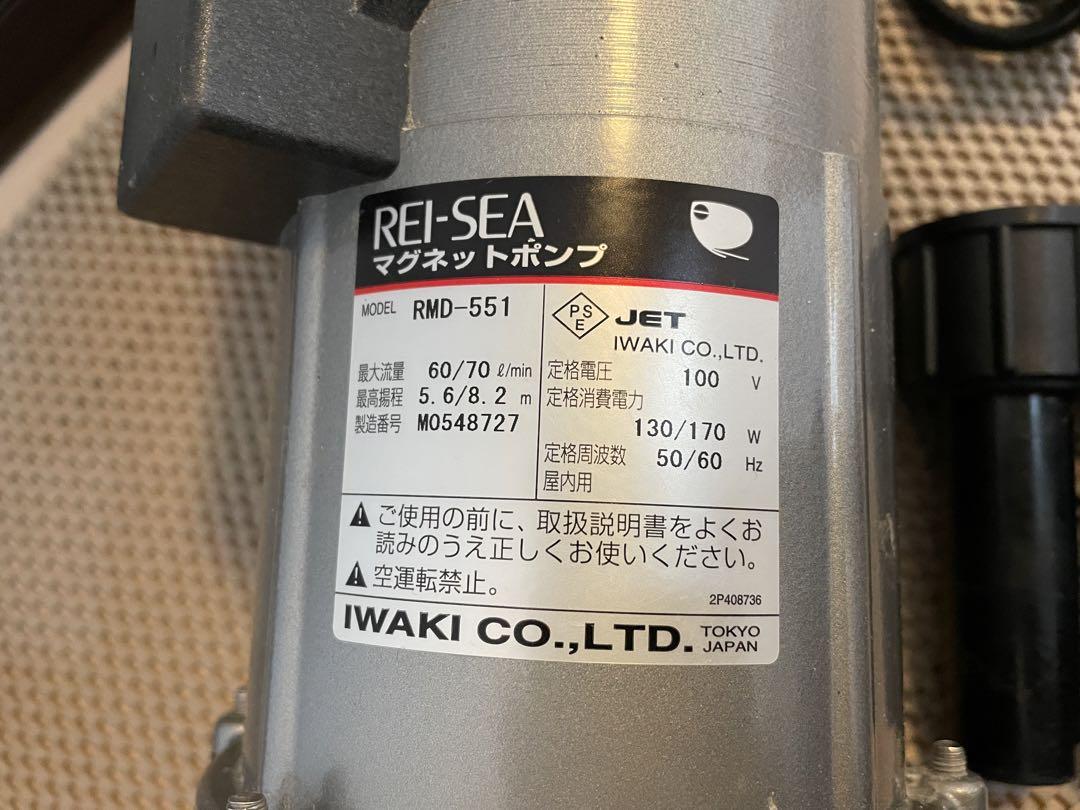 REI-SEA
マグネットポンプ
MODEL RMD-551
最大流量 60/70 ℓ/min
最高揚程 5.6/8.2 m
製造番号 M0548727
PS
E
JET
IWAKI CO.,LTD.
定格電圧 100 V
定格消費電力
130/170 W
定格周波数 50/60 Hz
屋内用
⚠ ご使用の前に、取扱説明書をよくお
読みのうえ正しくお使いください。
⚠ 空運転禁止。
2P408736
IWAKI CO.,LTD. TOKYO
JAPAN